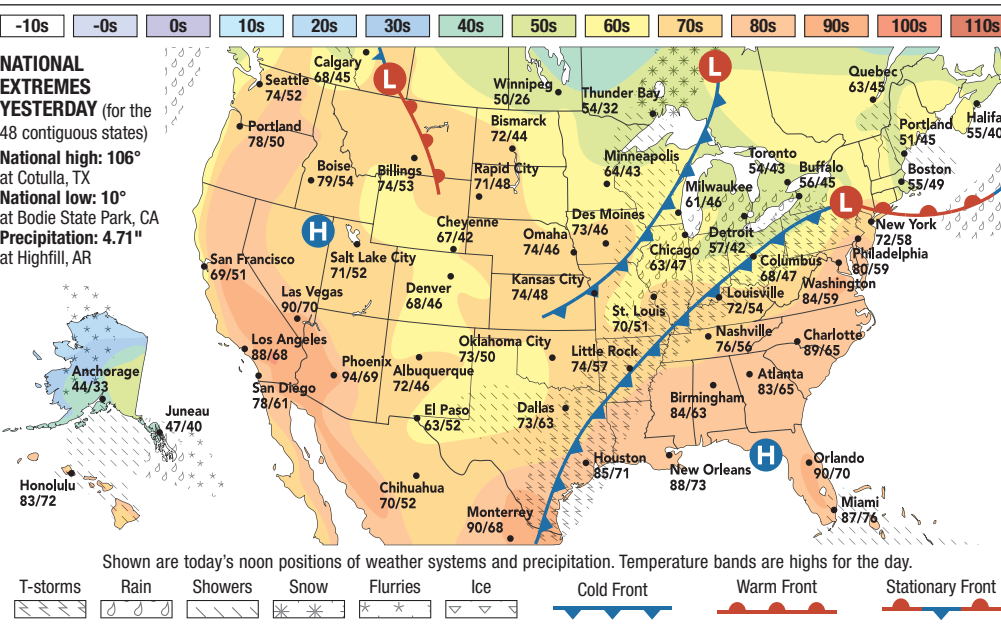 -10s -0s 0s 10s 20s 30s 40s 50s 60s 70s 80s 90s 100s 110s
NATIONAL
EXTREMES
YESTERDAY (for the
48 contiguous states)
National high: 106°
at Cotulla, TX
National low: 10°
at Bodie State Park, CA
Precipitation: 4.71"
at Highfill, AR
Calgary
68/45
L
Seattle
74/52
Portland
78/50
Boise
79/54
Billings
74/53
Winnipeg
50/26
Bismarck
72/44
Rapid City
71/48
Thunder Bay
54/32
L
Quebec
63/45
Halifa
55/40
Portland
51/45
Boston
55/49
Toronto
54/43
Buffalo
56/45
L
Minneapolis
64/43
Milwaukee
61/46
Detroit
57/42
Chicago
63/47
New York
72/58
Philadelphia
80/59
Washington
84/59
Columbus
68/47
H
Salt Lake City
71/52
Cheyenne
67/42
Omaha
74/46
Des Moines
73/46
San Francisco
69/51
Las Vegas
90/70
Denver
68/46
Kansas City
74/48
St. Louis
70/51
Louisville
72/54
Nashville
76/56
Charlotte
89/65
Los Angeles
88/68
San Diego
78/61
Phoenix
94/69
Albuquerque
72/46
Oklahoma City
73/50
Little Rock
74/57
Atlanta
83/65
Birmingham
84/63
El Paso
63/52
Dallas
73/63
Houston
85/71
New Orleans
88/73
H
Orlando
90/70
Miami
87/76
Chihuahua
70/52
Monterrey
90/68
Anchorage
44/33
Juneau
47/40
Honolulu
83/72
Shown are today's noon positions of weather systems and precipitation. Temperature bands are highs for the day.
T-storms Rain Showers Snow Flurries Ice Cold Front Warm Front Stationary Front